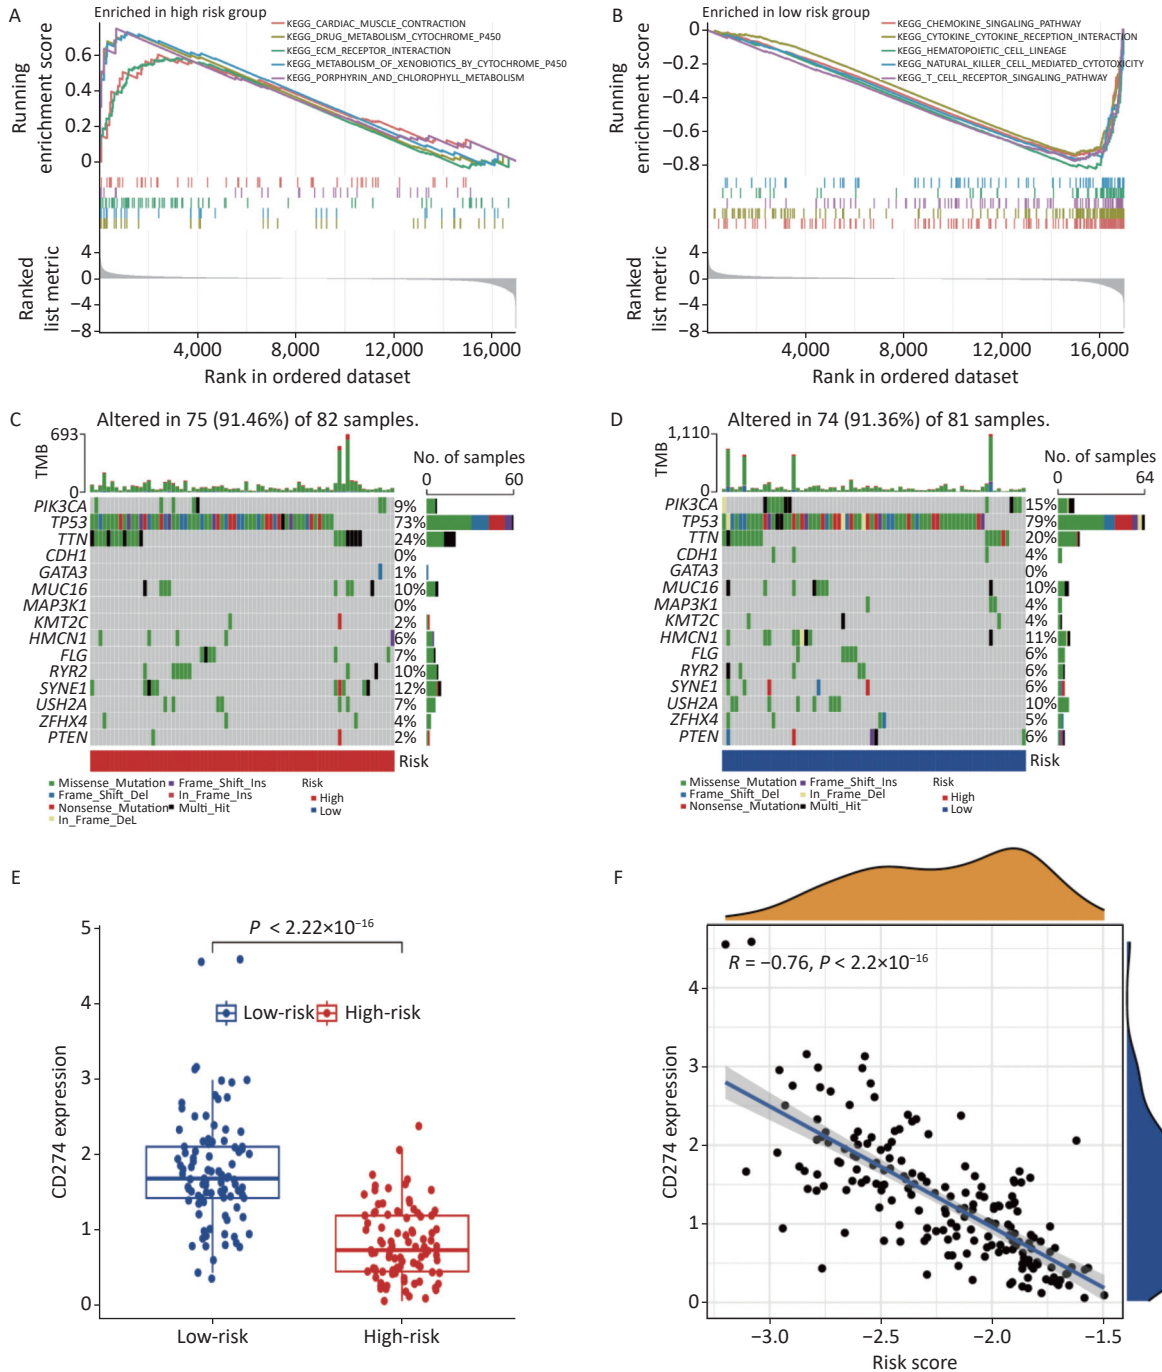 A
Enriched in high risk group
KEGG_CARDIAC_MUSCLE_CONTRACTION
KEGG_DRUG_METABOLISM_CYTOCHROME_P450
KEGG_ECM_RECEPTOR_INTERACTION
KEGG_METABOLISM_OF_XENOBIOTICS_BY_CYTOCHROME_P450
KEGG_PORPHYRIN_AND_CHLOROPHYLL_METABOLISM
Running
enrichment score
0.6
0.4
0.2
0
Ranked
list metric
4
0
−4
−8
4,000
8,000
12,000
16,000
Rank in ordered dataset
B
Enriched in low risk group
KEGG_CHEMOKINE_SINGALING_PATHWAY
KEGG_CYTOKINE_CYTOKINE_RECEPTION_INTERACTION
KEGG_HEMATOPOIETIC_CELL_LINEAGE
KEGG_NATURAL_KILLER_CELL_MEDIATED_CYTOTOXICITY
KEGG_T_CELL_RECEPTOR_SINGALING_PATHWAY
Running
enrichment score
0
−0.2
−0.4
−0.6
−0.8
Ranked
list metric
4
0
−4
−8
4,000
8,000
12,000
16,000
Rank in ordered dataset
C
Altered in 75 (91.46%) of 82 samples.
693
TMB
0
No. of samples
0
60
PIK3CA 9%
TP53 73%
TTN 24%
CDH1 0%
GATA3 1%
MUC16 10%
MAP3K1 0%
KMT2C 2%
HMCN1 6%
FLG 7%
RYR2 10%
SYNE1 12%
USH2A 7%
ZFHX4 4%
PTEN 2%
Risk
Missense_Mutation Frame_Shift_Ins Risk
Frame_Shift_Del In_Frame_Ins High
Nonsense_Mutation Multi_Hit Low
In_Frame_DeL
D
Altered in 74 (91.36%) of 81 samples.
1,110
TMB
0
No. of samples
0
64
PIK3CA 15%
TP53 79%
TTN 20%
CDH1 4%
GATA3 0%
MUC16 10%
MAP3K1 4%
KMT2C 4%
HMCN1 11%
FLG 6%
RYR2 6%
SYNE1 6%
USH2A 10%
ZFHX4 5%
PTEN 6%
Risk
Missense_Mutation Frame_Shift_Ins Risk
Frame_Shift_Del In_Frame_Del High
Nonsense_Mutation Multi_Hit Low
E
P < 2.22×10−16
Low-risk High-risk
CD274 expression
5
4
3
2
1
0
Low-risk
High-risk
F
R = −0.76, P < 2.2×10−16
CD274 expression
4
3
2
1
0
−3.0
−2.5
−2.0
−1.5
Risk score